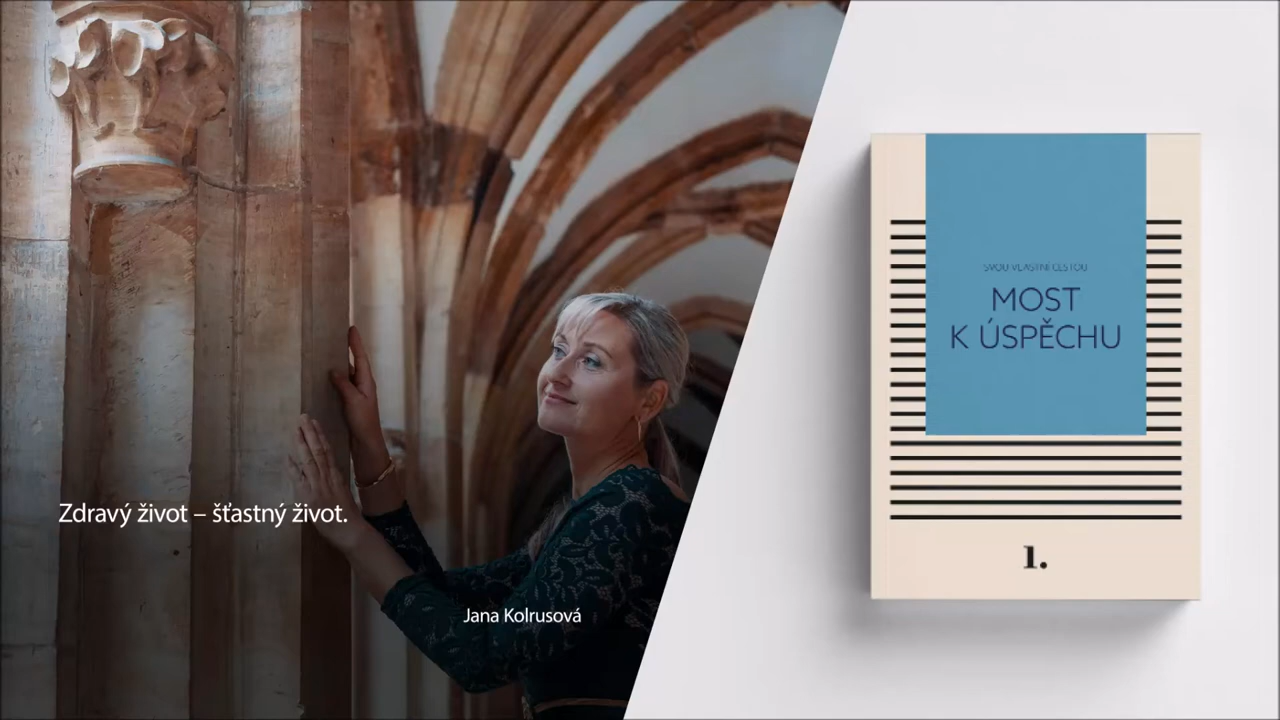 Zdravý život – šťastný život.
Jana Kolrusová
SVOU VLASTNÍ CESTOU
MOST
K ÚSPĚCHU
1.